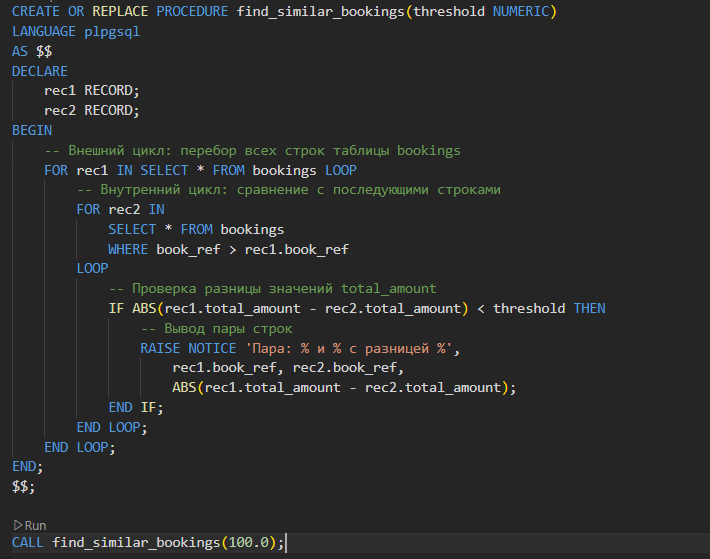 CREATE OR REPLACE PROCEDURE find_similar_bookings(threshold NUMERIC)
LANGUAGE plpgsql
AS $$
DECLARE
    rec1 RECORD;
    rec2 RECORD;
BEGIN
    -- Внешний цикл: перебор всех строк таблицы bookings
    FOR rec1 IN SELECT * FROM bookings LOOP
        -- Внутренний цикл: сравнение с последующими строками
        FOR rec2 IN
            SELECT * FROM bookings
            WHERE book_ref > rec1.book_ref
        LOOP
            -- Проверка разницы значений total_amount
            IF ABS(rec1.total_amount - rec2.total_amount) < threshold THEN
                -- Вывод пары строк
                RAISE NOTICE 'Пара: % и % с разницей %',
                    rec1.book_ref, rec2.book_ref,
                    ABS(rec1.total_amount - rec2.total_amount);
            END IF;
        END LOOP;
    END LOOP;
END;
$$;
Run
CALL find_similar_bookings(100.0);